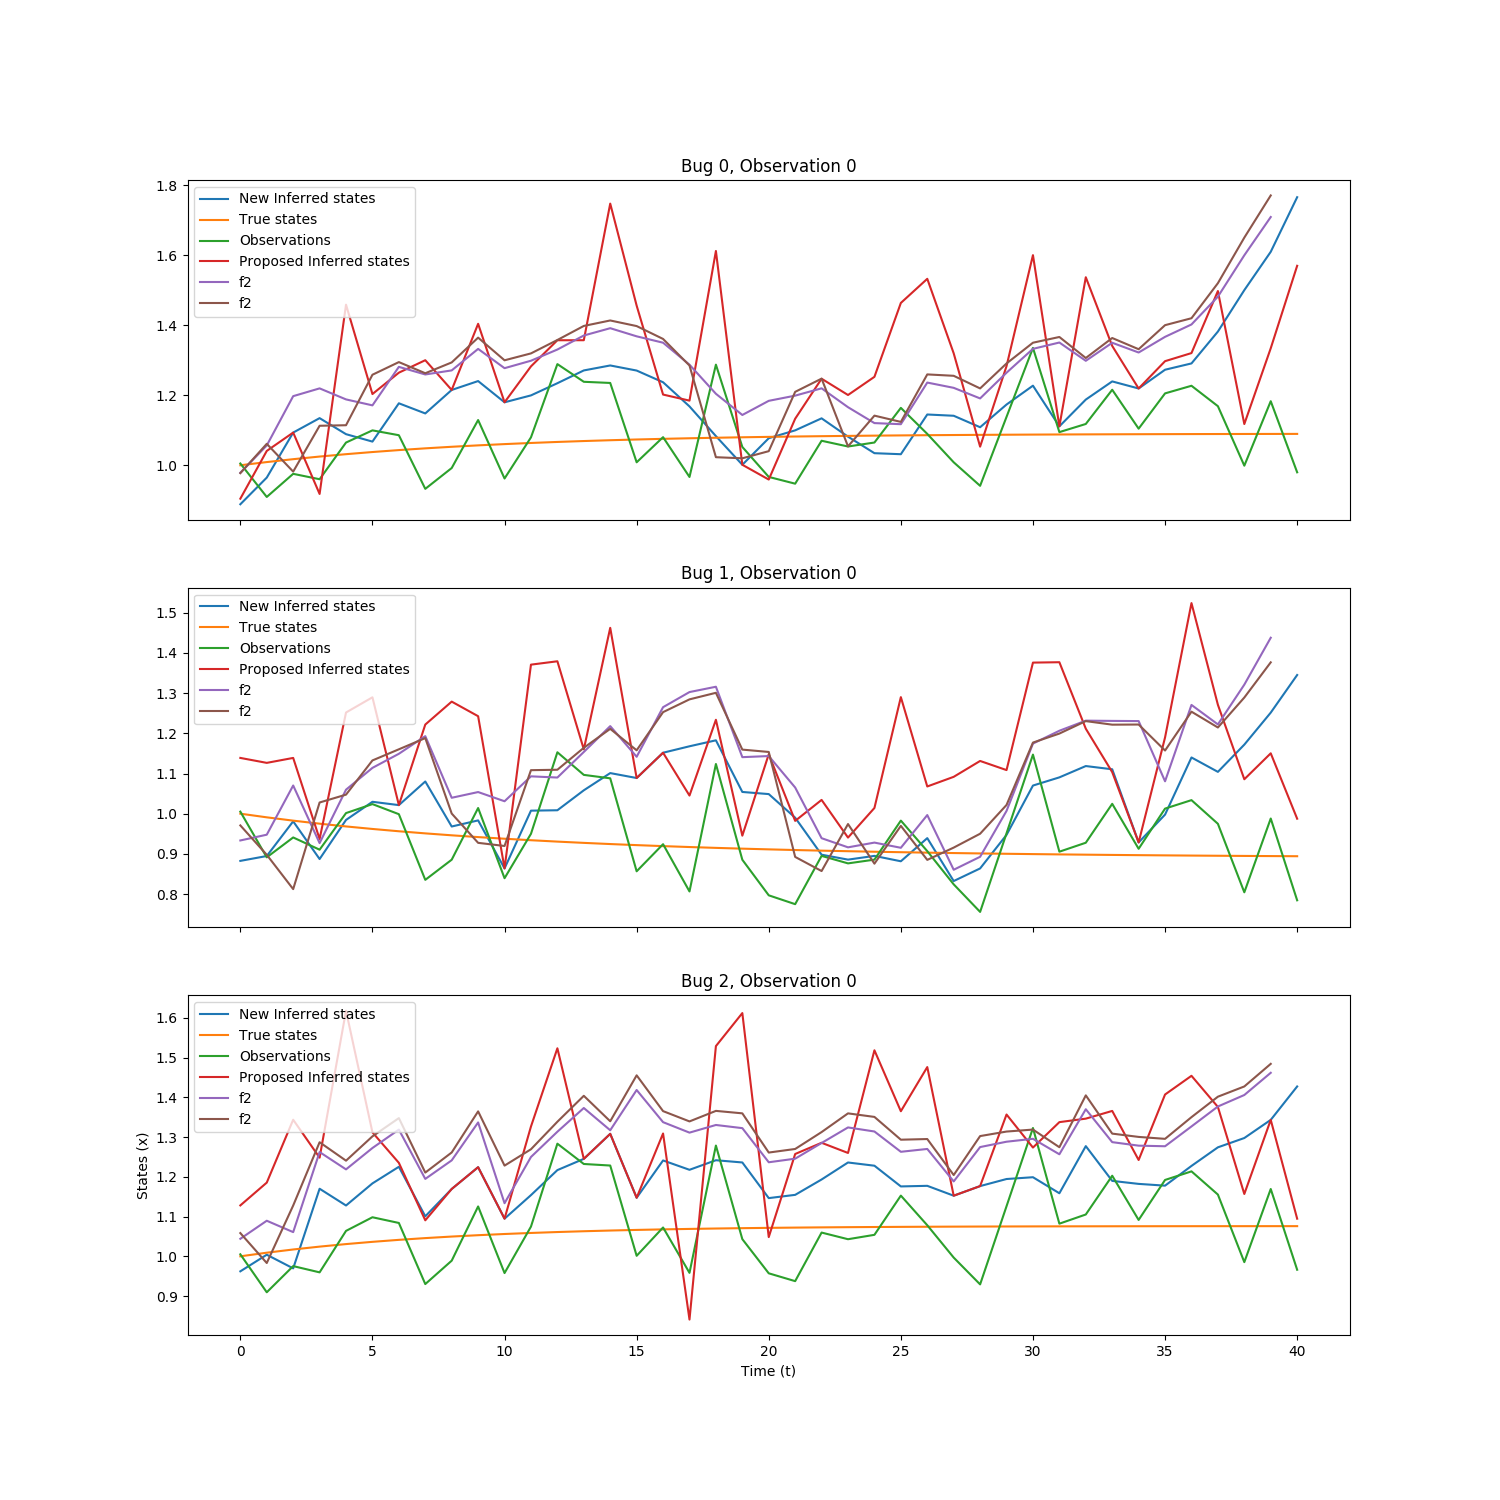 Bug 0, Observation 0
New Inferred states
True states
Observations
Proposed Inferred states
f2
f2
1.8
1.6
1.4
1.2
1.0
Bug 1, Observation 0
New Inferred states
True states
Observations
Proposed Inferred states
f2
f2
1.5
1.4
1.3
1.2
1.1
1.0
0.9
0.8
Bug 2, Observation 0
New Inferred states
True states
Observations
Proposed Inferred states
f2
f2
1.6
1.5
1.4
1.3
1.2
1.1
1.0
0.9
States (x)
0 5 10 15 20 25 30 35 40
Time (t)